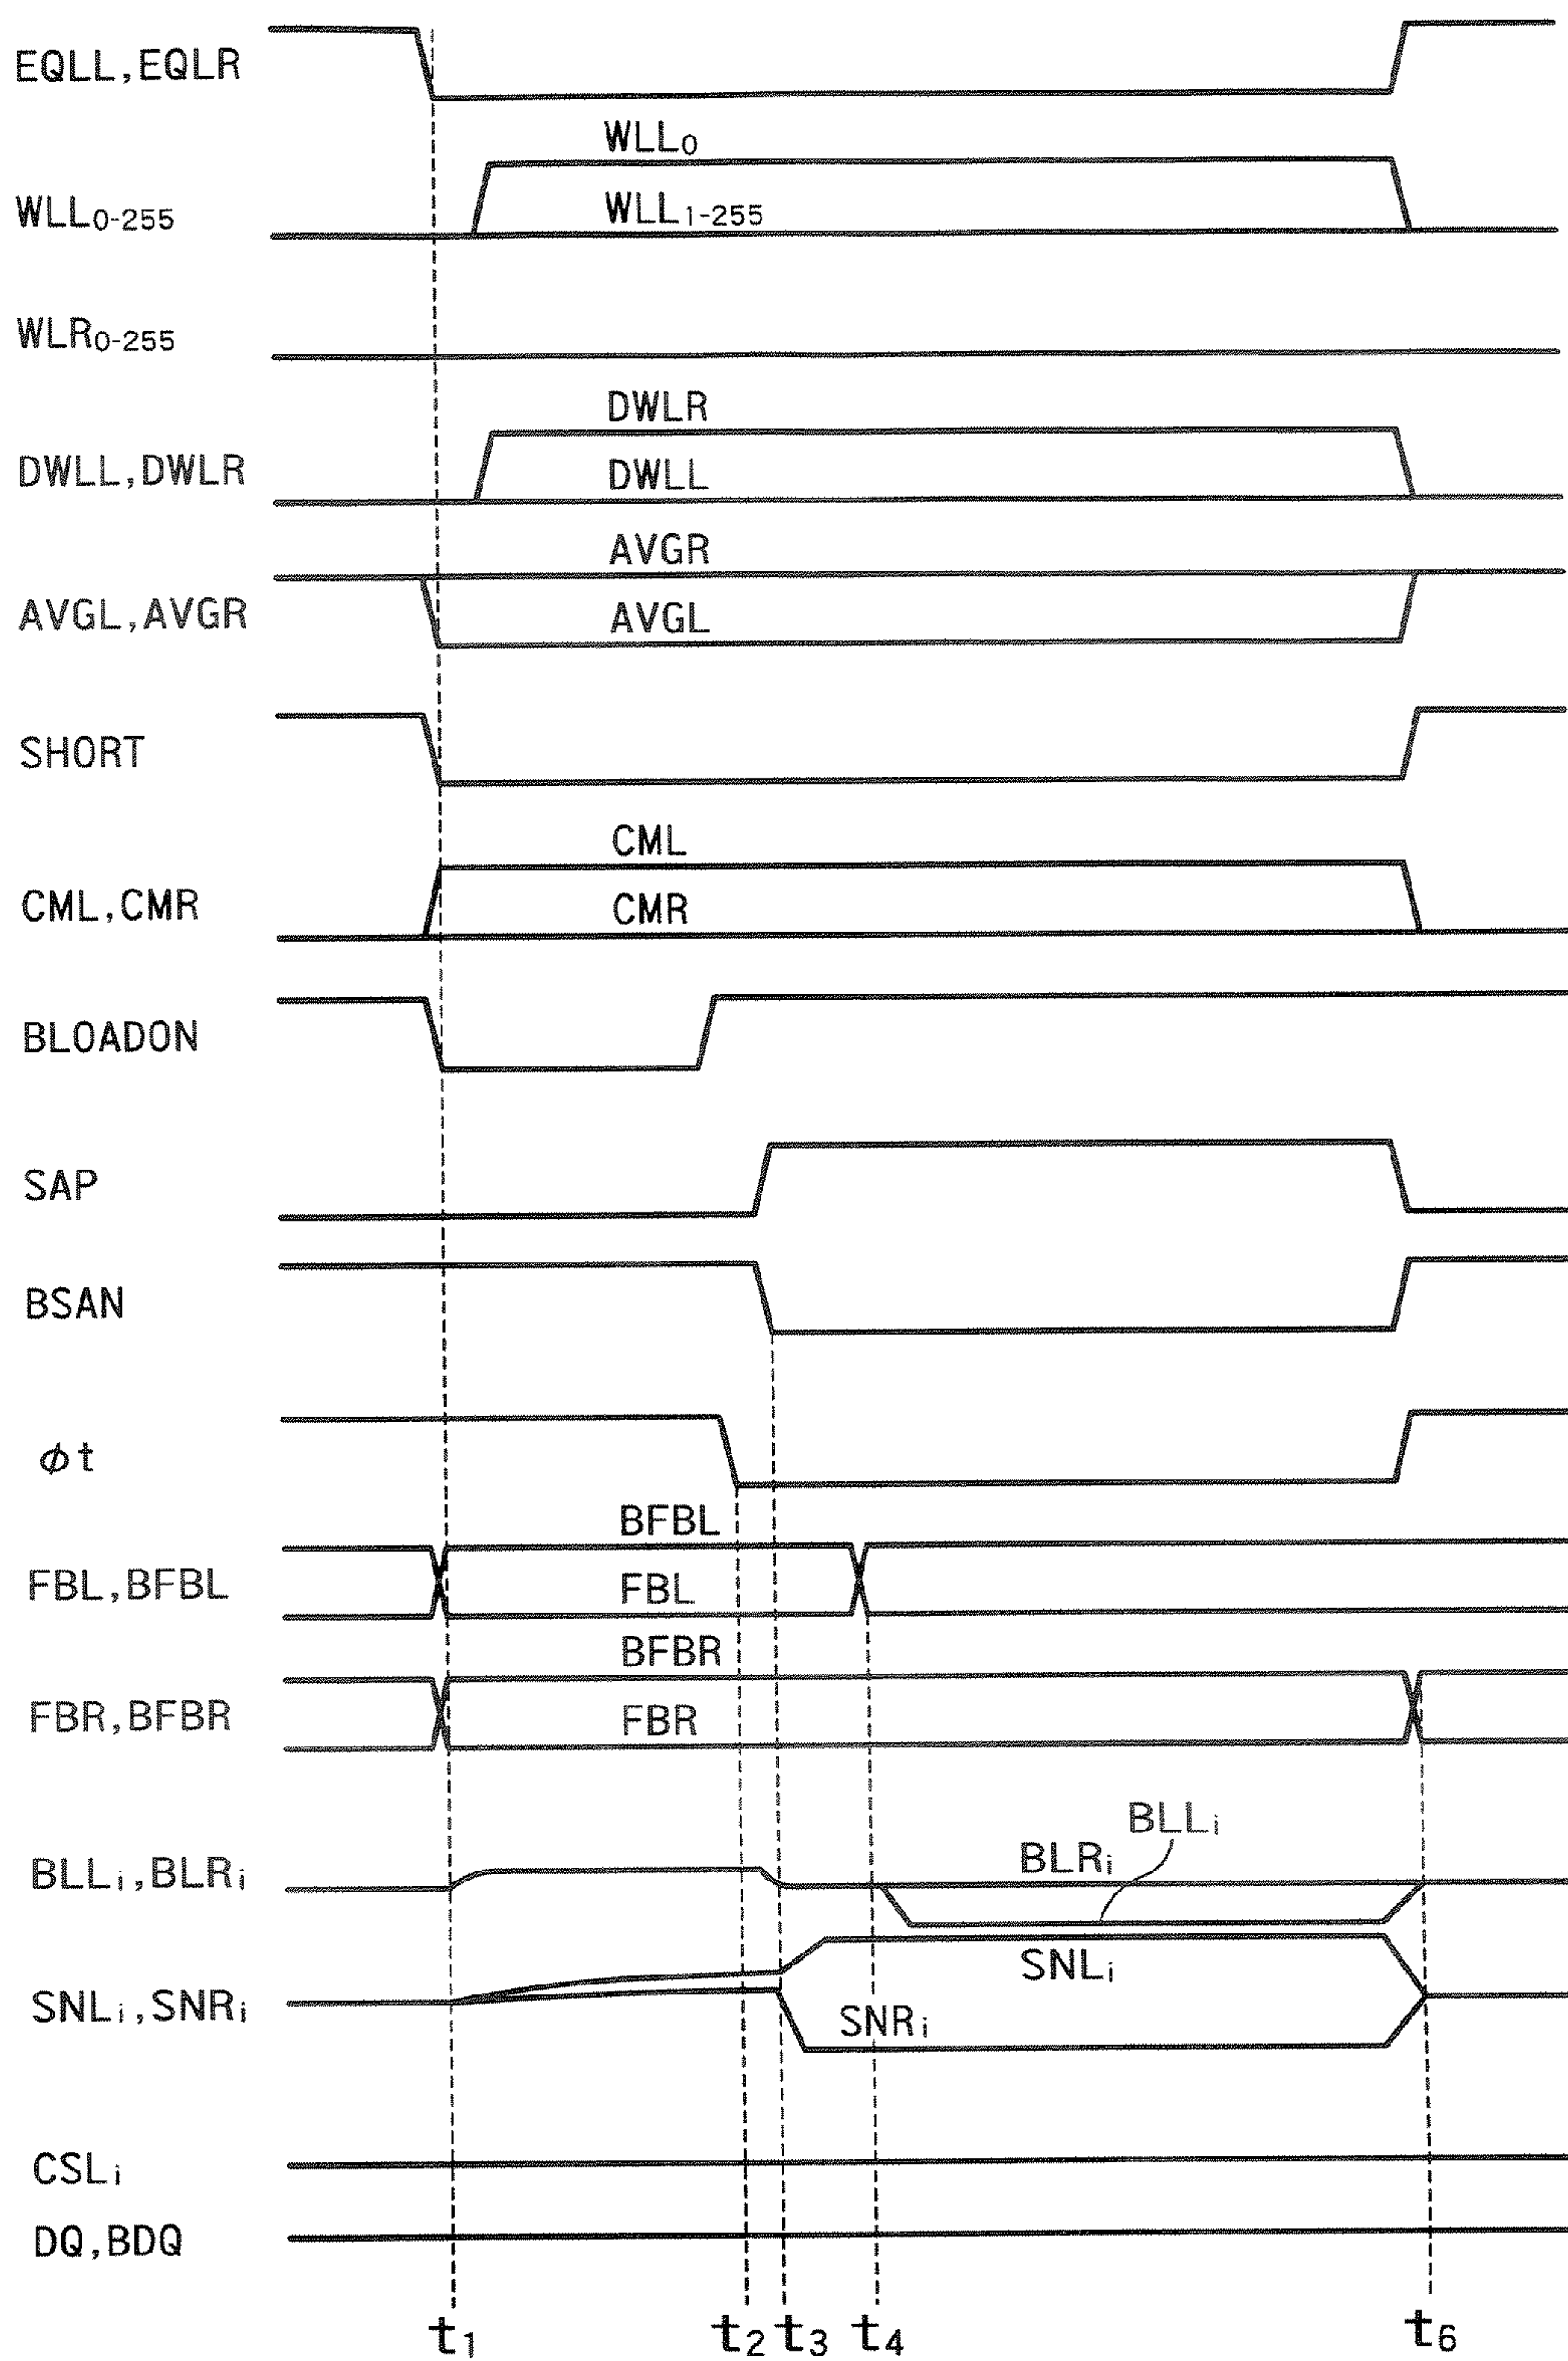 EQLL,EQLR
WLL0
WLL0-255
WLL1-255
WLR0-255
DWLR
DWLL,DWLR
DWLL
AVGR
AVGL,AVGR
AVGL
SHORT
CML
CML,CMR
CMR
BLOADON
SAP
BSAN
φt
BFBL
FBL,BFBL
FBL
BFBR
FBR,BFBR
FBR
BLLi
BLLi,BLRi
BLRi
SNLi
SNLi,SNRi
SNRi
CSLi
DQ,BDQ
t1 t2 t3 t4 t6